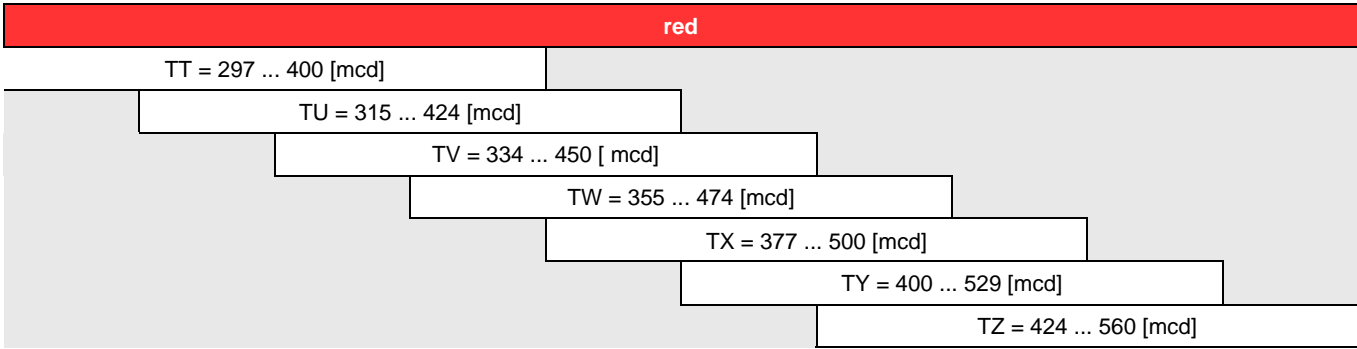 red
TT = 297 ... 400 [mcd]
TU = 315 ... 424 [mcd]
TV = 334 ... 450 [ mcd]
TW = 355 ... 474 [mcd]
TX = 377 ... 500 [mcd]
TY = 400 ... 529 [mcd]
TZ = 424 ... 560 [mcd]